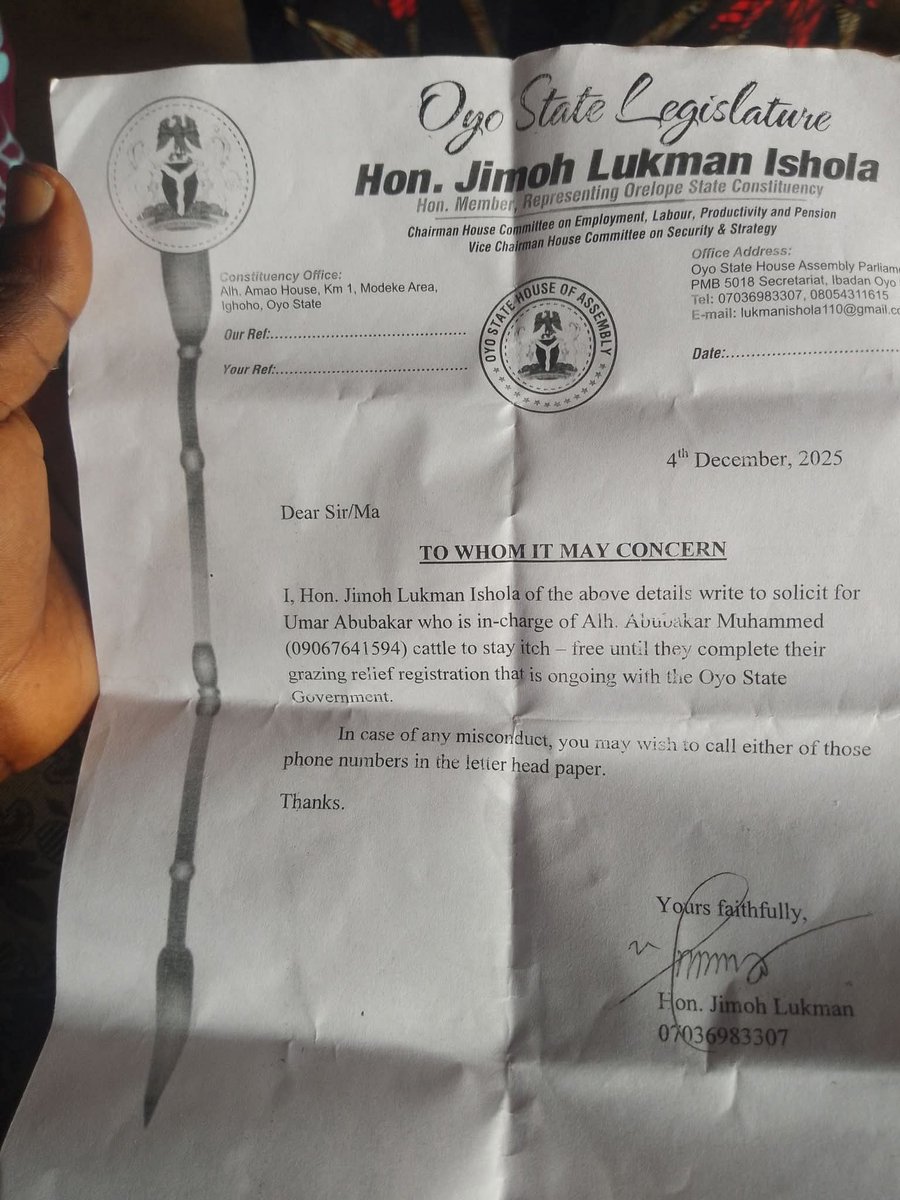 Oyo State Legislature
Hon. Jimoh Lukman Ishola
Hon. Member, Representing Orelope State Constituency
Chairman House Committee on Employment, Labour, Productivity and Pension
Vice Chairman House Committee on Security & Strategy
Constituency Office:
Alh. Amao House, Km 1, Modeke Area,
Ighoho, Oyo State
Our Ref:
Your Ref:
OYO STATE HOUSE OF ASSEMBLY
Office Address:
Oyo State House Assembly Parliame
PMB 5018 Secretariat, Ibadan Oyo
Tel: 07036983307, 08054311615
E-mail: lukmanishola110@gmail.co
Date:
4th December, 2025
Dear Sir/Ma
TO WHOM IT MAY CONCERN
I, Hon. Jimoh Lukman Ishola of the above details write to solicit for
Umar Abubakar who is in-charge of Alh. Abubakar Muhammed
(09067641594) cattle to stay itch – free until they complete their
grazing relief registration that is ongoing with the Oyo State
Government.
In case of any misconduct, you may wish to call either of those
phone numbers in the letter head paper.
Thanks.
Yours faithfully,
Hon. Jimoh Lukman
07036983307